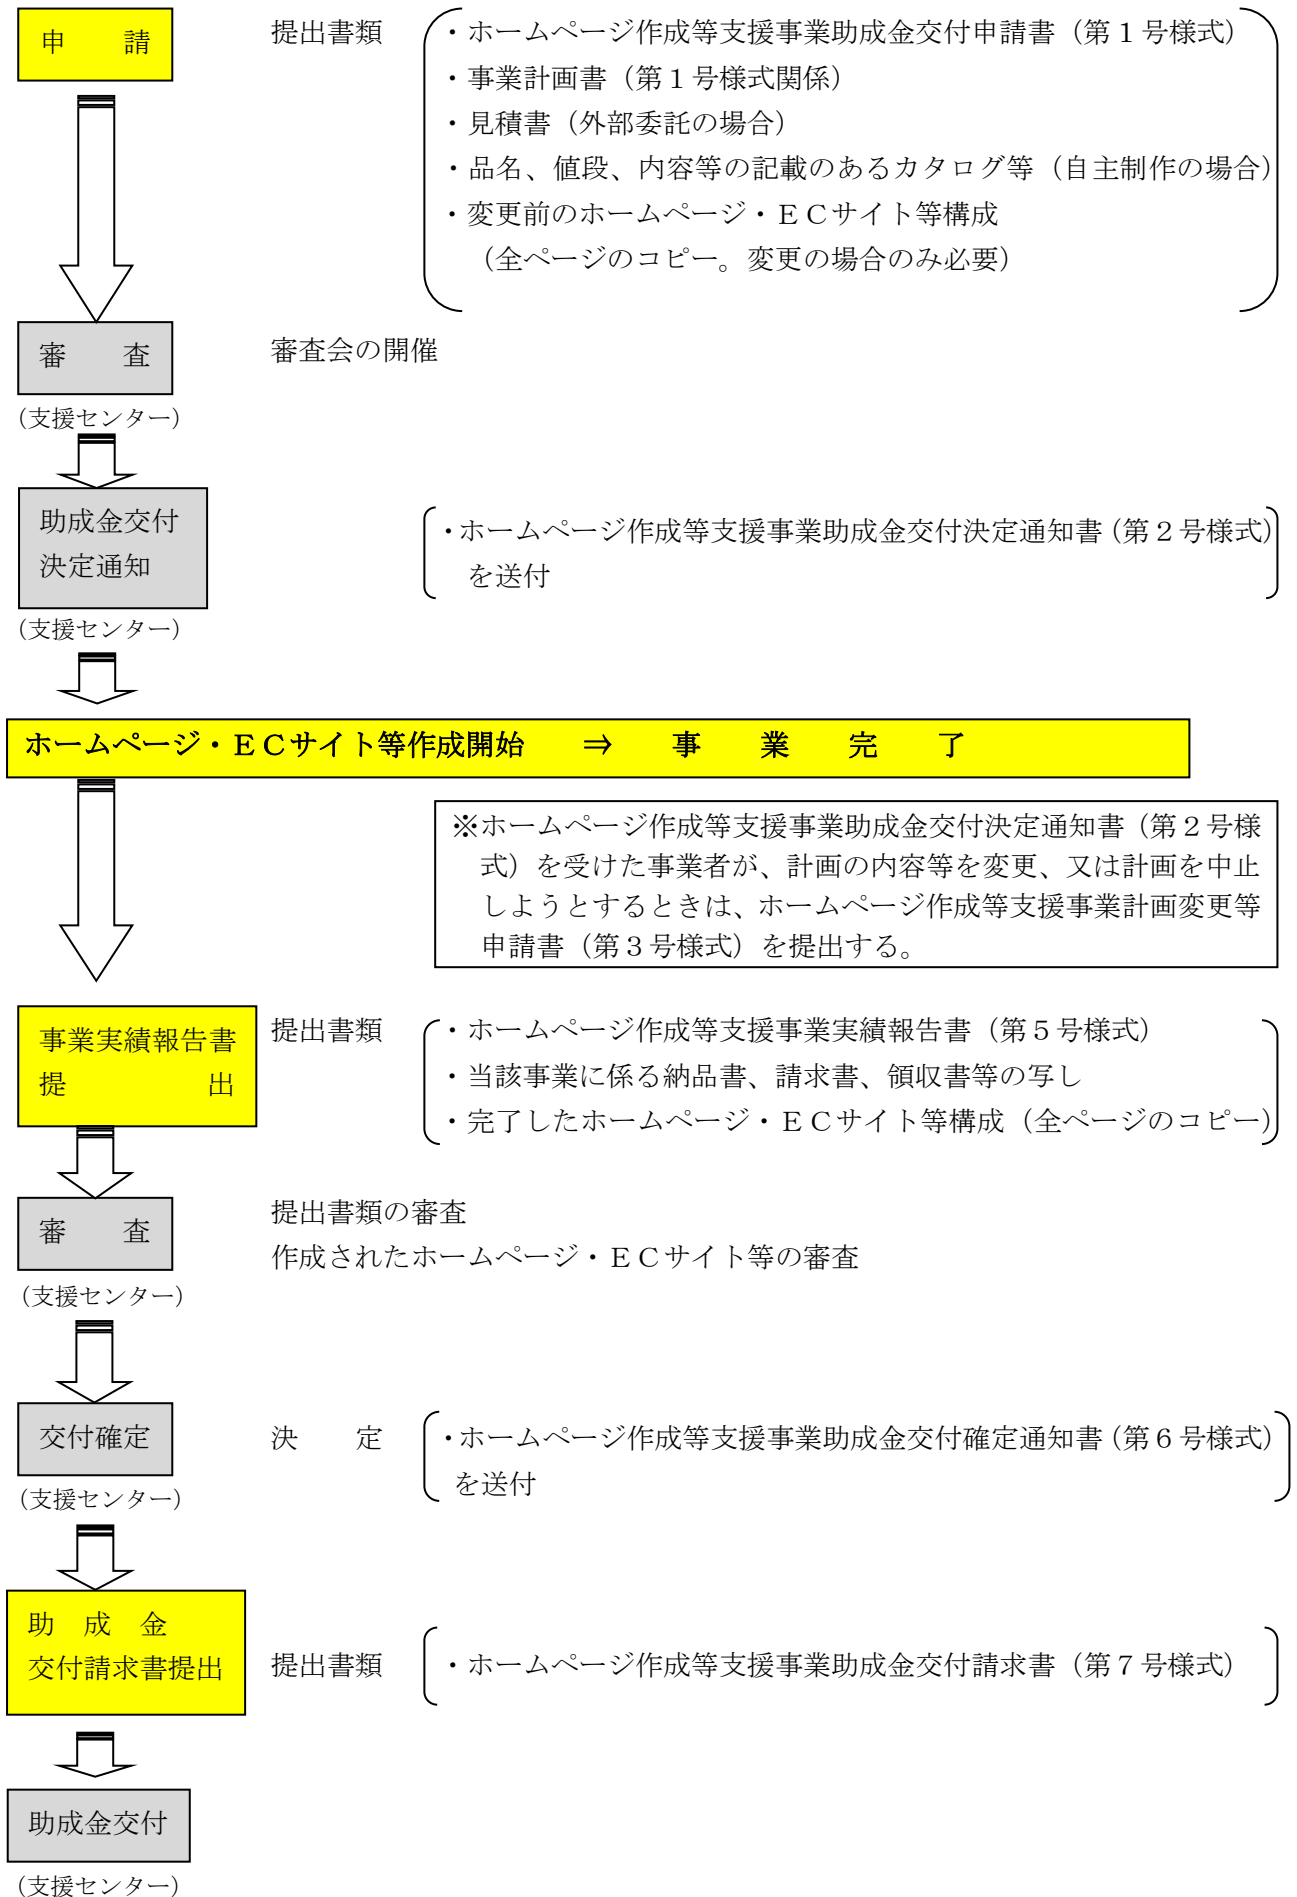 申　　請
提出書類
・ホームページ作成等支援事業助成金交付申請書（第１号様式）
・事業計画書（第１号様式関係）
・見積書（外部委託の場合）
・品名、値段、内容等の記載のあるカタログ等（自主制作の場合）
・変更前のホームページ・ＥＣサイト等構成
（全ページのコピー。変更の場合のみ必要）
審　　査
審査会の開催
（支援センター）
助成金交付
決定通知
・ホームページ作成等支援事業助成金交付決定通知書（第２号様式）
を送付
（支援センター）
ホームページ・ＥＣサイト等作成開始　　⇒　　事　業　完　了
※ホームページ作成等支援事業助成金交付決定通知書（第２号様
式）を受けた事業者が、計画の内容等を変更、又は計画を中止
しようとするときは、ホームページ作成等支援事業計画変更等
申請書（第３号様式）を提出する。
事業実績報告書
提　　　　　出
提出書類
・ホームページ作成等支援事業実績報告書（第５号様式）
・当該事業に係る納品書、請求書、領収書等の写し
・完了したホームページ・ＥＣサイト等構成（全ページのコピー）
審　　査
提出書類の審査
作成されたホームページ・ＥＣサイト等の審査
（支援センター）
交付確定
決　　定
・ホームページ作成等支援事業助成金交付確定通知書（第６号様式）
を送付
（支援センター）
助　成　金
交付請求書提出
提出書類
・ホームページ作成等支援事業助成金交付請求書（第７号様式）
助成金交付
（支援センター）